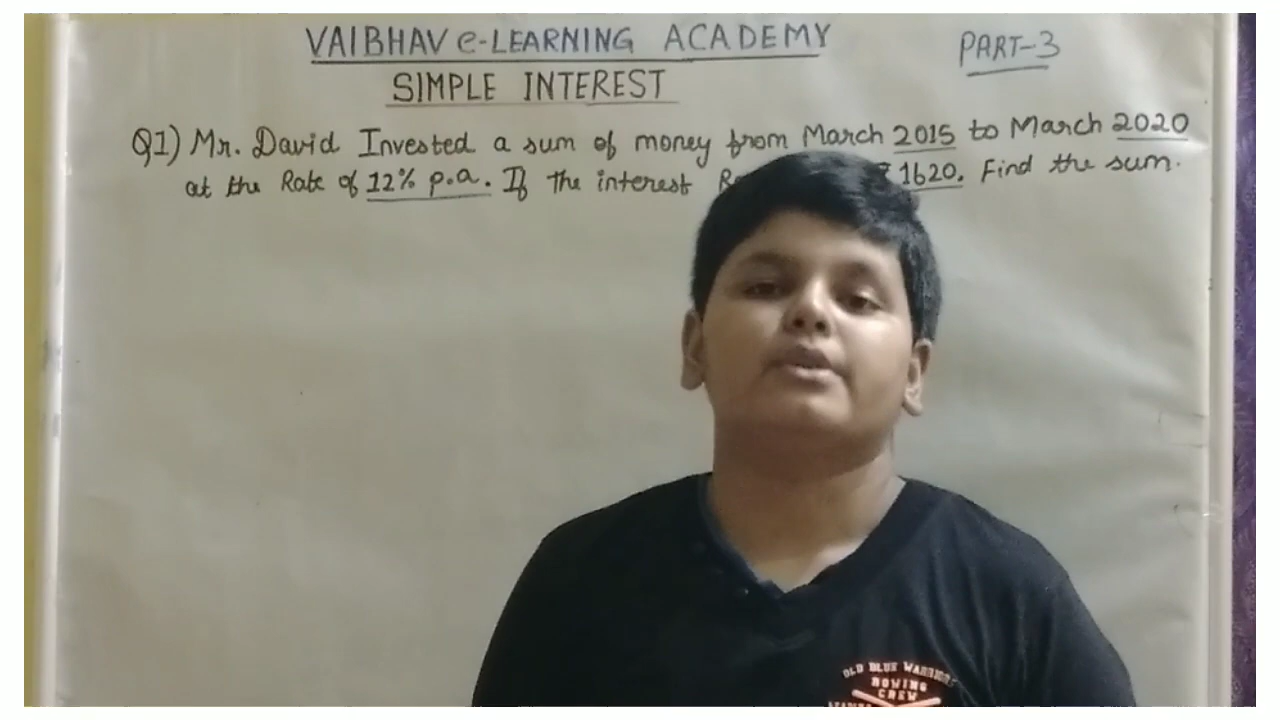 VAIBHAV e-LEARNING ACADEMY
PART-3
SIMPLE INTEREST
Q1) Mr. David Invested a sum of money from March 2015 to March 2020
at the Rate of 12% p.a. If the interest ₹ 1620. Find the sum.
OLD BLUE WARRIORS
ROWING
CREW